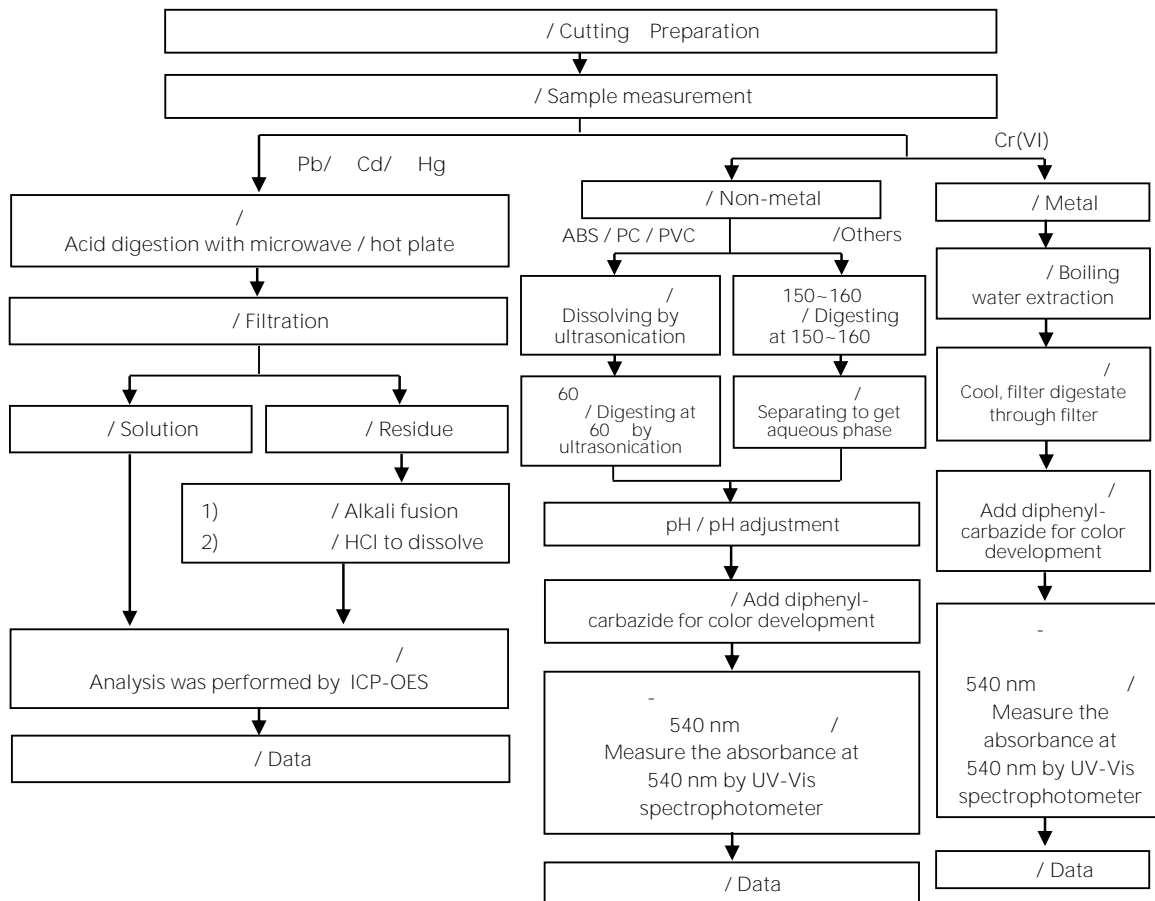 / Cutting Preparation
/ Sample measurement
Pb/ Cd/ Hg
Cr(VI)
/
Acid digestion with microwave / hot plate
/ Filtration
/ Solution
/ Residue
1) / Alkali fusion
2) / HCl to dissolve
/
Analysis was performed by ICP-OES
/ Data
/ Non-metal
ABS / PC / PVC
/Others
/
Dissolving by
ultrasonication
150~160
/ Digesting
at 150~160
60
/ Digesting at
60 by
ultrasonication
/
Separating to get
aqueous phase
pH / pH adjustment
/ Add diphenyl-
carbazide for color development
-
540 nm /
Measure the absorbance at
540 nm by UV-Vis
spectrophotometer
/ Data
/ Metal
/ Boiling
water extraction
/
Cool, filter digestate
through filter
/
Add diphenyl-
carbazide for color
development
-
540 nm /
Measure the
absorbance at
540 nm by UV-Vis
spectrophotometer
/ Data